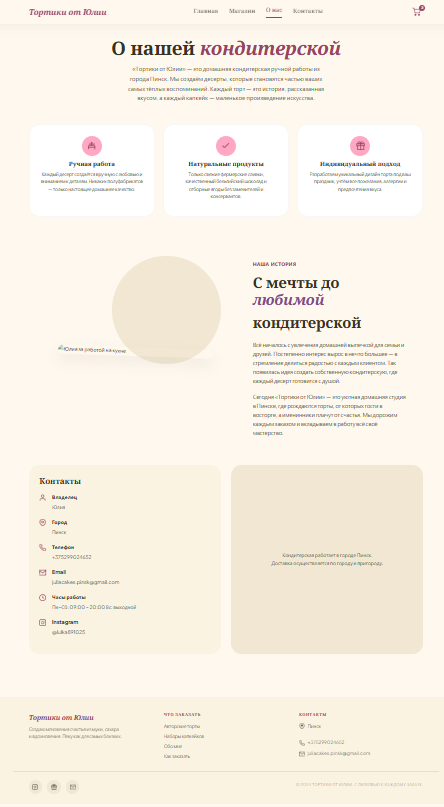 Тортики от Юлии
Главная Магазин О нас Контакты
О нашей кондитерской
«Тортики от Юлии» — это домашняя кондитерская ручной работы из
города Пинск. Мы создаём десерты, которые становятся частью ваших
самых тёплых воспоминаний. Каждый торт — это история, рассказанная
вкусом, а каждый капкейк — маленькое произведение искусства.
Ручная работа
Каждый десерт создаётся вручную с любовью и
вниманием к деталям. Никаких полуфабрикатов
— только настоящее домашнее качество.
Натуральные продукты
Только свежие фермерские сливки,
качественный бельгийский шоколад и
отборные ягоды без заменителей и
консервантов.
Индивидуальный подход
Разработаем уникальный дизайн торта под ваш
праздник, учтём все пожелания, аллергии и
предпочтения вкуса.
Юлия за работой на кухне
НАША ИСТОРИЯ
С мечты до
любимой
кондитерской
Всё началось с увлечения домашней выпечкой для семьи и
друзей. Постепенно интерес вырос в нечто большее — в
стремление делиться радостью с каждым клиентом. Так
появилась идея создать собственную кондитерскую, где
каждый десерт готовится с душой.
Сегодня «Тортики от Юлии» — это уютная домашняя студия
в Пинске, где рождаются торты, от которых гости в
восторге, а именинники плачут от счастья. Мы дорожим
каждым заказом и вкладываем в работу всё своё
мастерство.
Контакты
Владелец
Юлия
Город
Пинск
Телефон
+375299024652
Email
juliacakes.pinsk@gmail.com
Часы работы
Пн–Сб: 09:00 – 20:00 Вс: выходной
Instagram
@julka891025
Кондитерская работает в городе Пинск.
Доставка осуществляется по городу и пригороду.
Тортики от Юлии
ЧТО ЗАКАЗАТЬ
Авторские торты
Наборы капкейков
Обо мне
Как заказать
КОНТАКТЫ
Пинск
+375299024652
juliacakes.pinsk@gmail.com